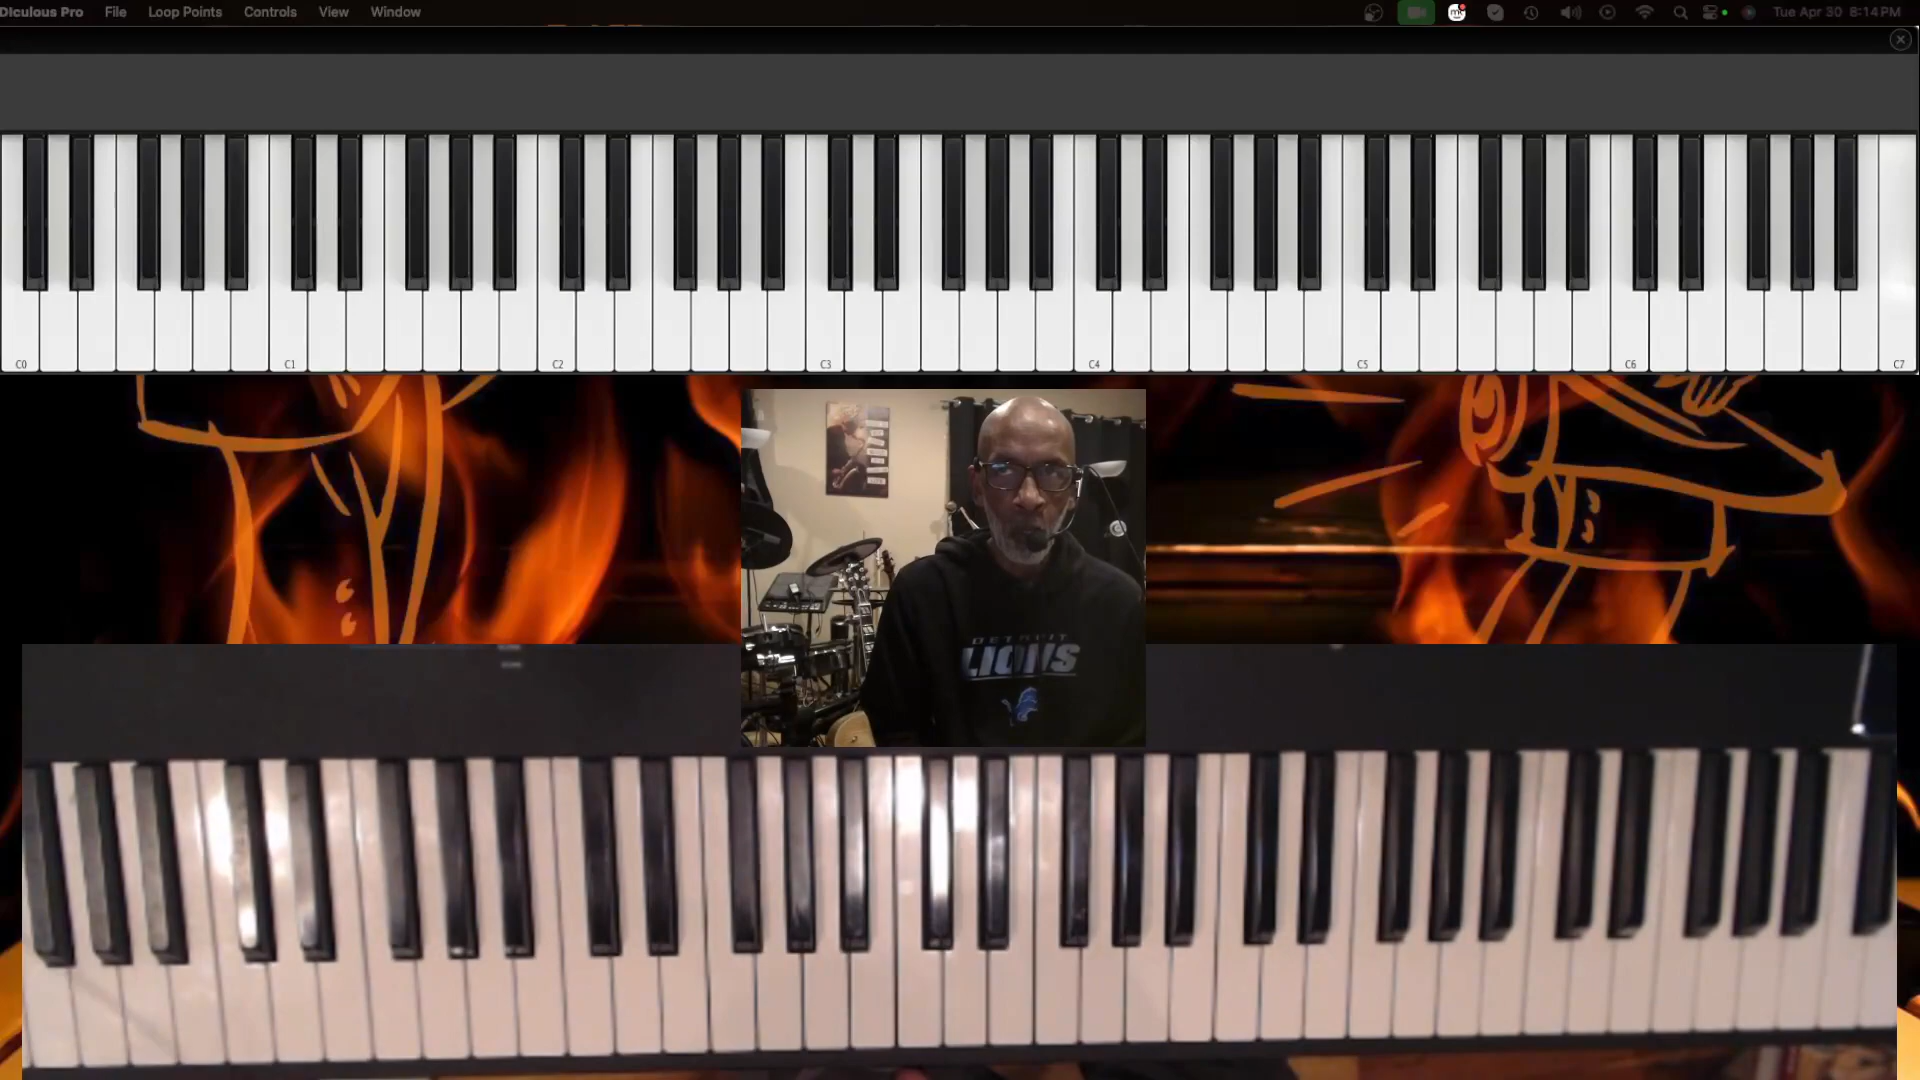 Diculous Pro File Loop Points Controls View Window Tue Apr 30 8:14 PM
C0 C1 C2 C3 C4 C5 C6 C7
DETROIT
LIONS